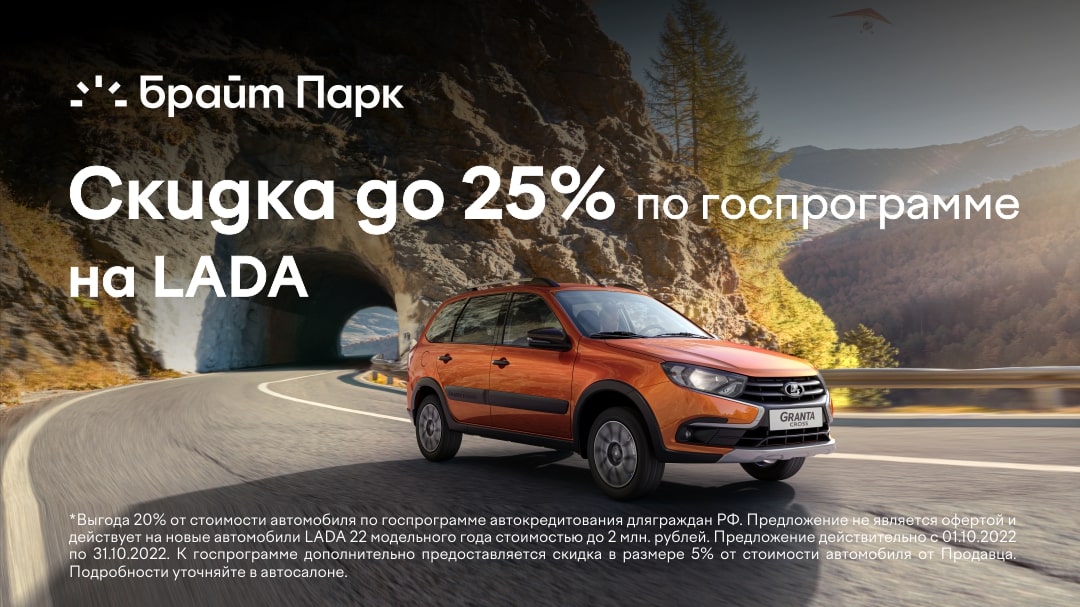 Брайт Парк
Скидка до 25% по госпрограмме
на LADA
GRANTA
CROSS
*Выгода 20% от стоимости автомобиля по госпрограмме автокредитования дляграждан РФ. Предложение не является офертой и
действует на новые автомобили LADA 22 модельного года стоимостью до 2 млн. рублей. Предложение действительно с 01.10.2022
по 31.10.2022. К госпрограмме дополнительно предоставляется скидка в размере 5% от стоимости автомобиля от Продавца.
Подробности уточняйте в автосалоне.